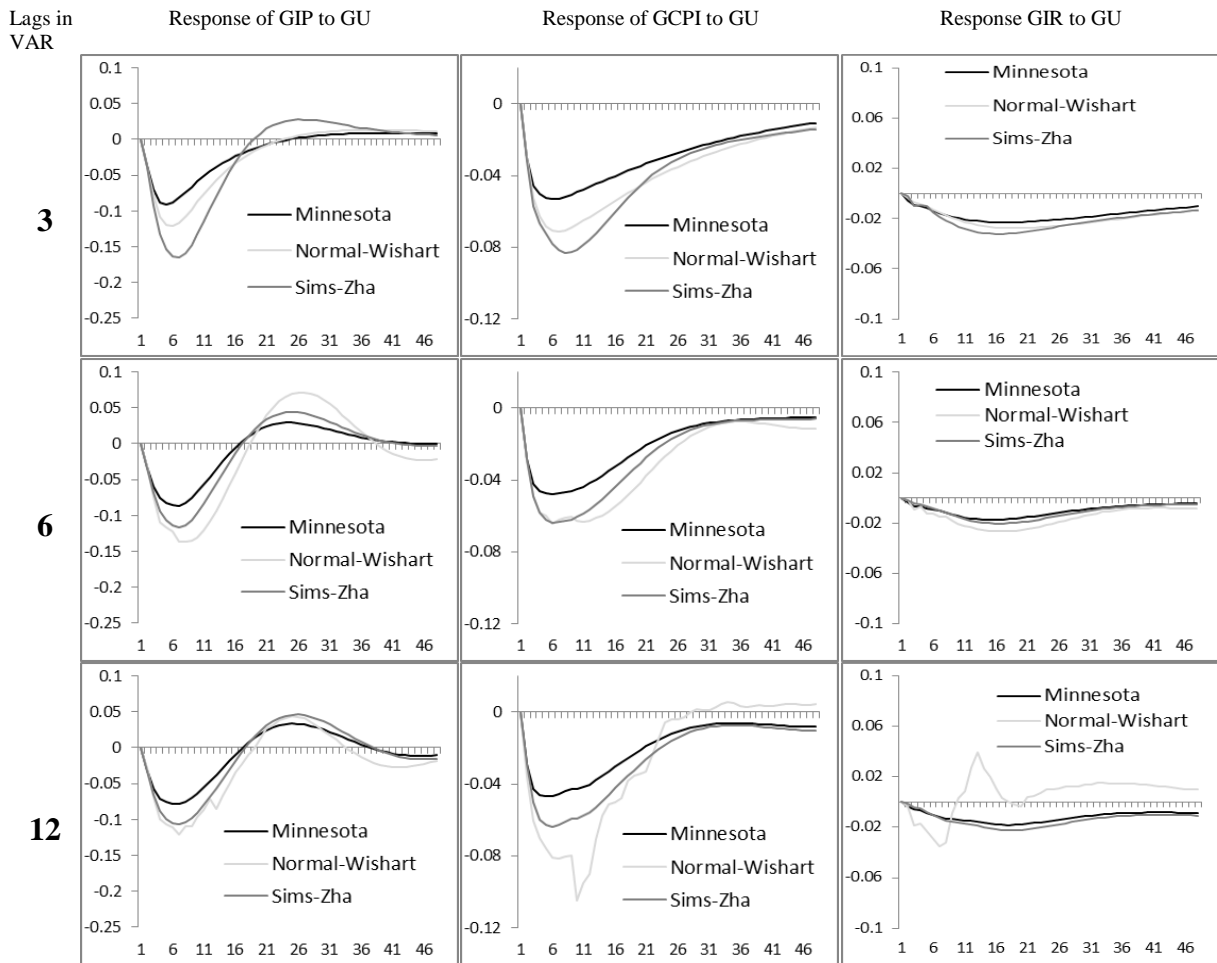 Lags in VAR
Response of GIP to GU
Response of GCPI to GU
Response GIR to GU
3
0.1
0.05
0
-0.05
-0.1
-0.15
-0.2
-0.25
1 6 11 16 21 26 31 36 41 46
Minnesota
Normal-Wishart
Sims-Zha
0
-0.04
-0.08
-0.12
1 6 11 16 21 26 31 36 41 46
Minnesota
Normal-Wishart
Sims-Zha
0.1
0.06
0.02
-0.02
-0.06
-0.1
1 6 11 16 21 26 31 36 41 46
Minnesota
Normal-Wishart
Sims-Zha
6
0.1
0.05
0
-0.05
-0.1
-0.15
-0.2
-0.25
1 6 11 16 21 26 31 36 41 46
Minnesota
Normal-Wishart
Sims-Zha
0
-0.04
-0.08
-0.12
1 6 11 16 21 26 31 36 41 46
Minnesota
Normal-Wishart
Sims-Zha
0.1
0.06
0.02
-0.02
-0.06
-0.1
1 6 11 16 21 26 31 36 41 46
Minnesota
Normal-Wishart
Sims-Zha
12
0.1
0.05
0
-0.05
-0.1
-0.15
-0.2
-0.25
1 6 11 16 21 26 31 36 41 46
Minnesota
Normal-Wishart
Sims-Zha
0
-0.04
-0.08
-0.12
1 6 11 16 21 26 31 36 41 46
Minnesota
Normal-Wishart
Sims-Zha
0.1
0.06
0.02
-0.02
-0.06
-0.1
1 6 11 16 21 26 31 36 41 46
Minnesota
Normal-Wishart
Sims-Zha